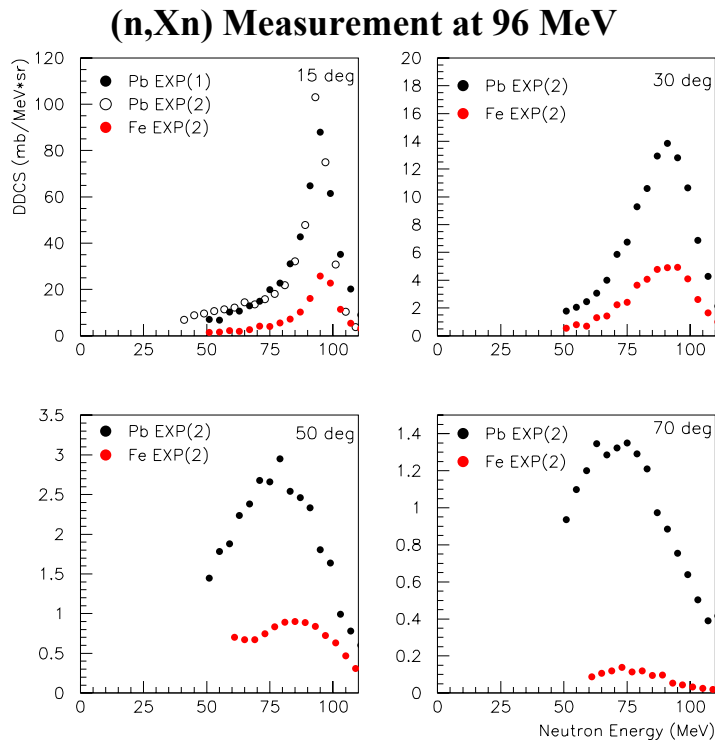 (n,Xn) Measurement at 96 MeV
DDCS (mb/MeV*sr)
120
100
80
60
40
20
0
Pb EXP(1)
Pb EXP(2)
Fe EXP(2)
15 deg
0 25 50 75 100
20
18
16
14
12
10
8
6
4
2
0
Pb EXP(2)
Fe EXP(2)
30 deg
0 25 50 75 100
3.5
3
2.5
2
1.5
1
0.5
0
Pb EXP(2)
Fe EXP(2)
50 deg
0 25 50 75 100
1.4
1.2
1
0.8
0.6
0.4
0.2
0
Pb EXP(2)
Fe EXP(2)
70 deg
0 25 50 75 100
Neutron Energy (MeV)